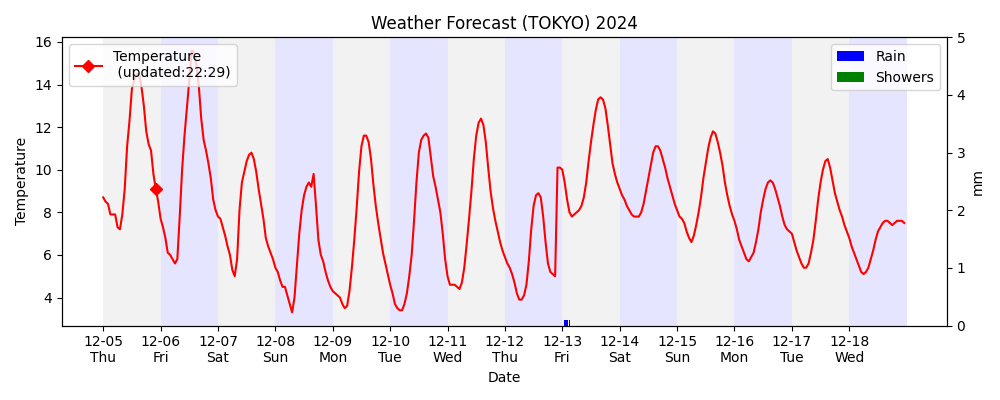 Weather Forecast (TOKYO) 2024
Temperature
(updated:22:29)
Rain
Showers
16
14
12
10
8
6
4
Temperature
5
4
3
2
1
0
mm
12-05 12-06 12-07 12-08 12-09 12-10 12-11 12-12 12-13 12-14 12-15 12-16 12-17 12-18
Thu Fri Sat Sun Mon Tue Wed Thu Fri Sat Sun Mon Tue Wed
Date